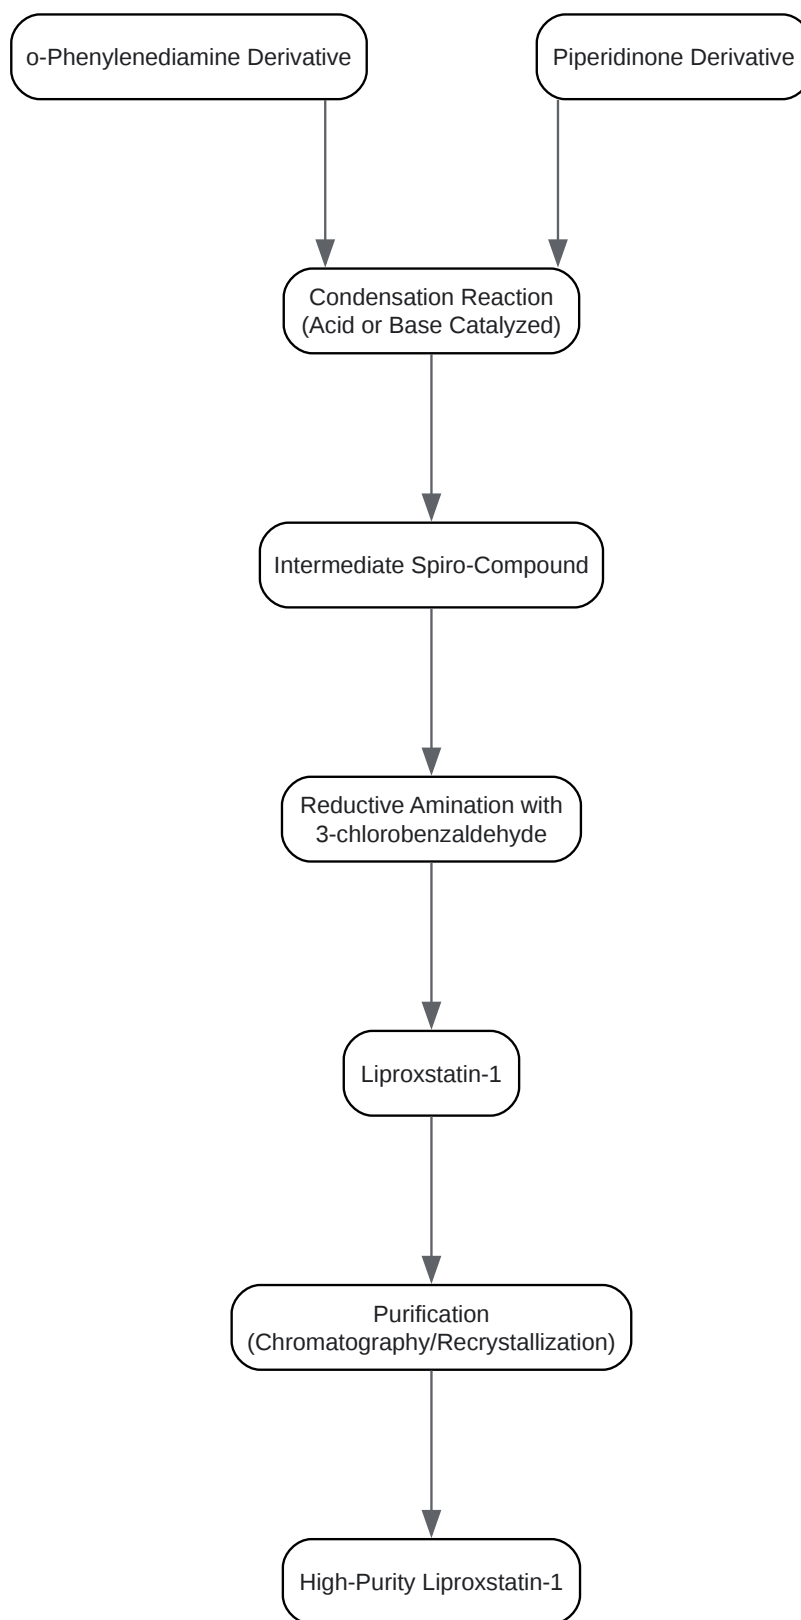 o-Phenylenediamine Derivative
Piperidinone Derivative
Condensation Reaction
(Acid or Base Catalyzed)
Intermediate Spiro-Compound
Reductive Amination with
3-chlorobenzaldehyde
Liproxstatin-1
Purification
(Chromatography/Recrystallization)
High-Purity Liproxstatin-1